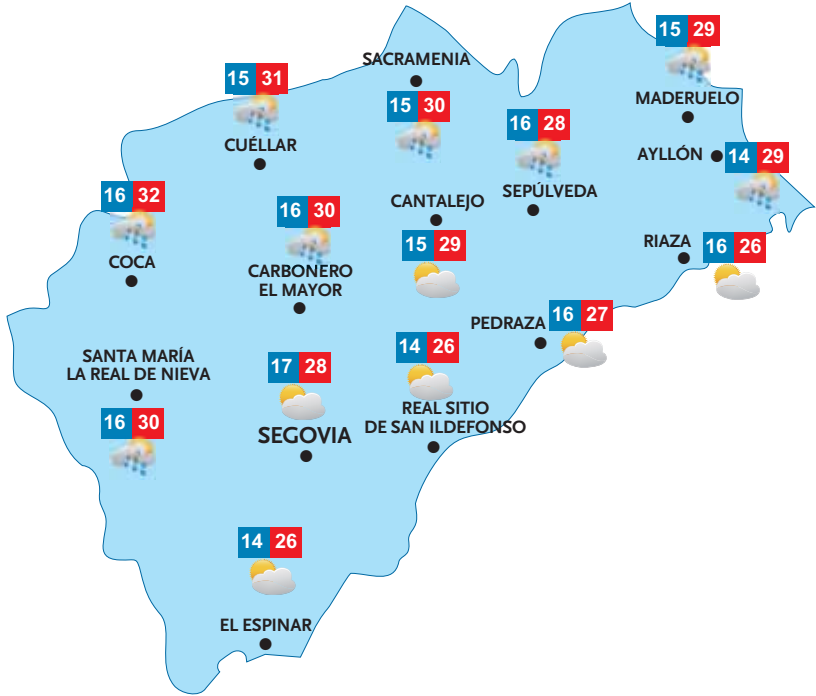 15 29
MADERUELO
SACRAMENIA
15 30
15 31
CUÉLLAR
16 28
SEPÚLVEDA
AYLLÓN
14 29
16 32
COCA
16 30
CARBONERO
EL MAYOR
CANTALEJO
15 29
RIAZA
16 26
PEDRAZA
16 27
SANTA MARÍA
LA REAL DE NIEVA
16 30
17 28
SEGOVIA
14 26
REAL SITIO
DE SAN ILDEFONSO
14 26
EL ESPINAR